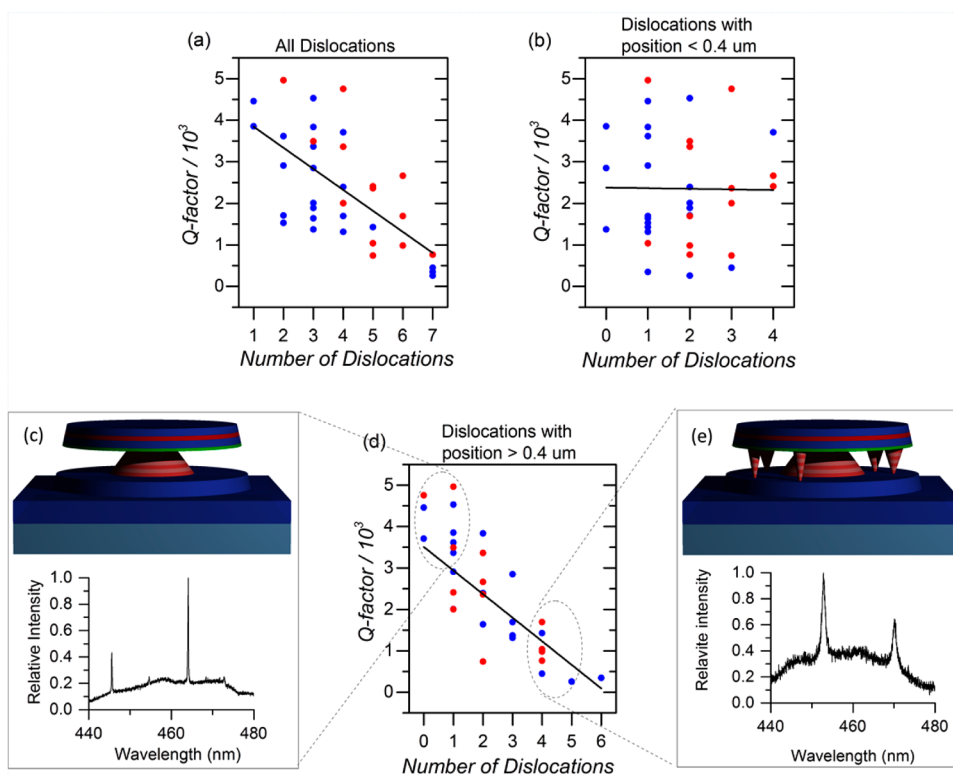 (a)
All Dislocations
Q-factor / 10³
5
4
3
2
1
0
1 2 3 4 5 6 7
Number of Dislocations
(b)
Dislocations with
position < 0.4 um
Q-factor / 10³
5
4
3
2
1
0
0 1 2 3 4
Number of Dislocations
(c)
Relative Intensity
1.0
0.8
0.6
0.4
0.2
0.0
440 460 480
Wavelength (nm)
(d)
Dislocations with
position > 0.4 um
Q-factor / 10³
5
4
3
2
1
0
0 1 2 3 4 5 6
Number of Dislocations
(e)
Relavite intensity
1.0
0.8
0.6
0.4
0.2
0.0
440 460 480
Wavelength (nm)